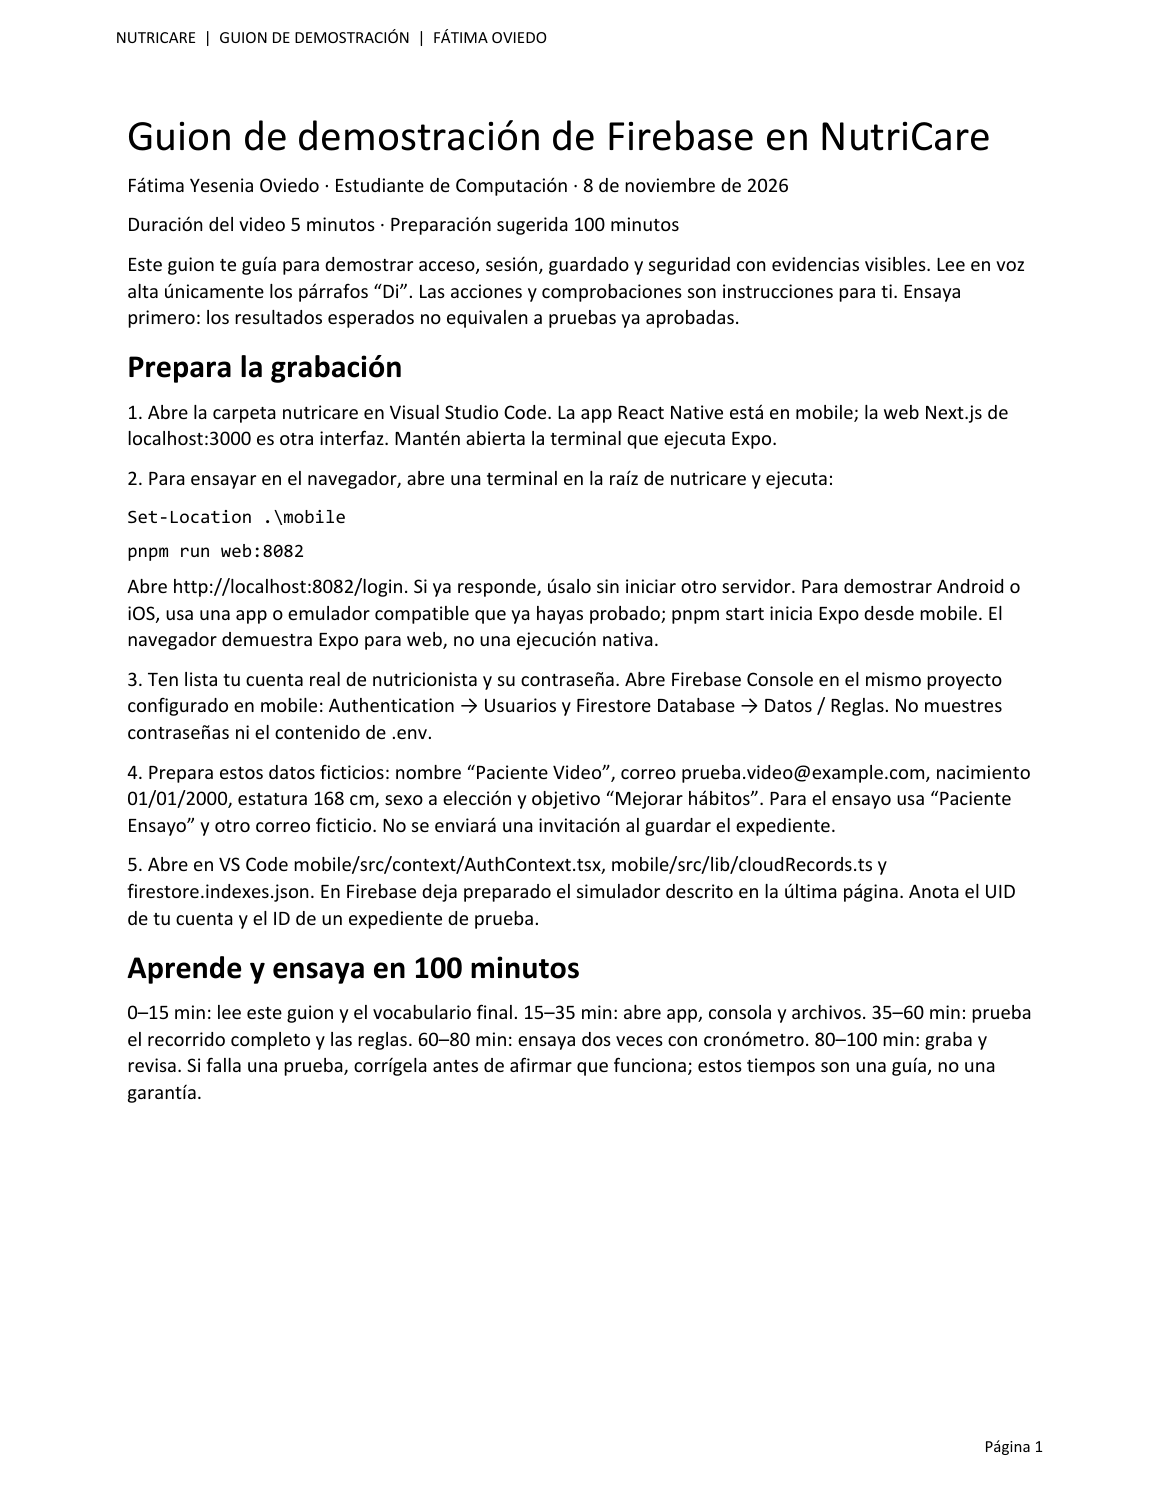 NUTRICARE | GUION DE DEMOSTRACIÓN | FÁTIMA OVIEDO
Guion de demostración de Firebase en NutriCare
Fátima Yesenia Oviedo · Estudiante de Computación · 8 de noviembre de 2026
Duración del video 5 minutos · Preparación sugerida 100 minutos
Este guion te guía para demostrar acceso, sesión, guardado y seguridad con evidencias visibles. Lee en voz
alta únicamente los párrafos “Di”. Las acciones y comprobaciones son instrucciones para ti. Ensaya
primero: los resultados esperados no equivalen a pruebas ya aprobadas.
Prepara la grabación
1. Abre la carpeta nutricare en Visual Studio Code. La app React Native está en mobile; la web Next.js de
localhost:3000 es otra interfaz. Mantén abierta la terminal que ejecuta Expo.
2. Para ensayar en el navegador, abre una terminal en la raíz de nutricare y ejecuta:
Set-Location .\mobile
pnpm run web:8082
Abre http://localhost:8082/login. Si ya responde, úsalo sin iniciar otro servidor. Para demostrar Android o
iOS, usa una app o emulador compatible que ya hayas probado; pnpm start inicia Expo desde mobile. El
navegador demuestra Expo para web, no una ejecución nativa.
3. Ten lista tu cuenta real de nutricionista y su contraseña. Abre Firebase Console en el mismo proyecto
configurado en mobile: Authentication → Usuarios y Firestore Database → Datos / Reglas. No muestres
contraseñas ni el contenido de .env.
4. Prepara estos datos ficticios: nombre “Paciente Video”, correo prueba.video@example.com, nacimiento
01/01/2000, estatura 168 cm, sexo a elección y objetivo “Mejorar hábitos”. Para el ensayo usa “Paciente
Ensayo” y otro correo ficticio. No se enviará una invitación al guardar el expediente.
5. Abre en VS Code mobile/src/context/AuthContext.tsx, mobile/src/lib/cloudRecords.ts y
firestore.indexes.json. En Firebase deja preparado el simulador descrito en la última página. Anota el UID
de tu cuenta y el ID de un expediente de prueba.
Aprende y ensaya en 100 minutos
0–15 min: lee este guion y el vocabulario final. 15–35 min: abre app, consola y archivos. 35–60 min: prueba
el recorrido completo y las reglas. 60–80 min: ensaya dos veces con cronómetro. 80–100 min: graba y
revisa. Si falla una prueba, corrígela antes de afirmar que funciona; estos tiempos son una guía, no una
garantía.
Página 1